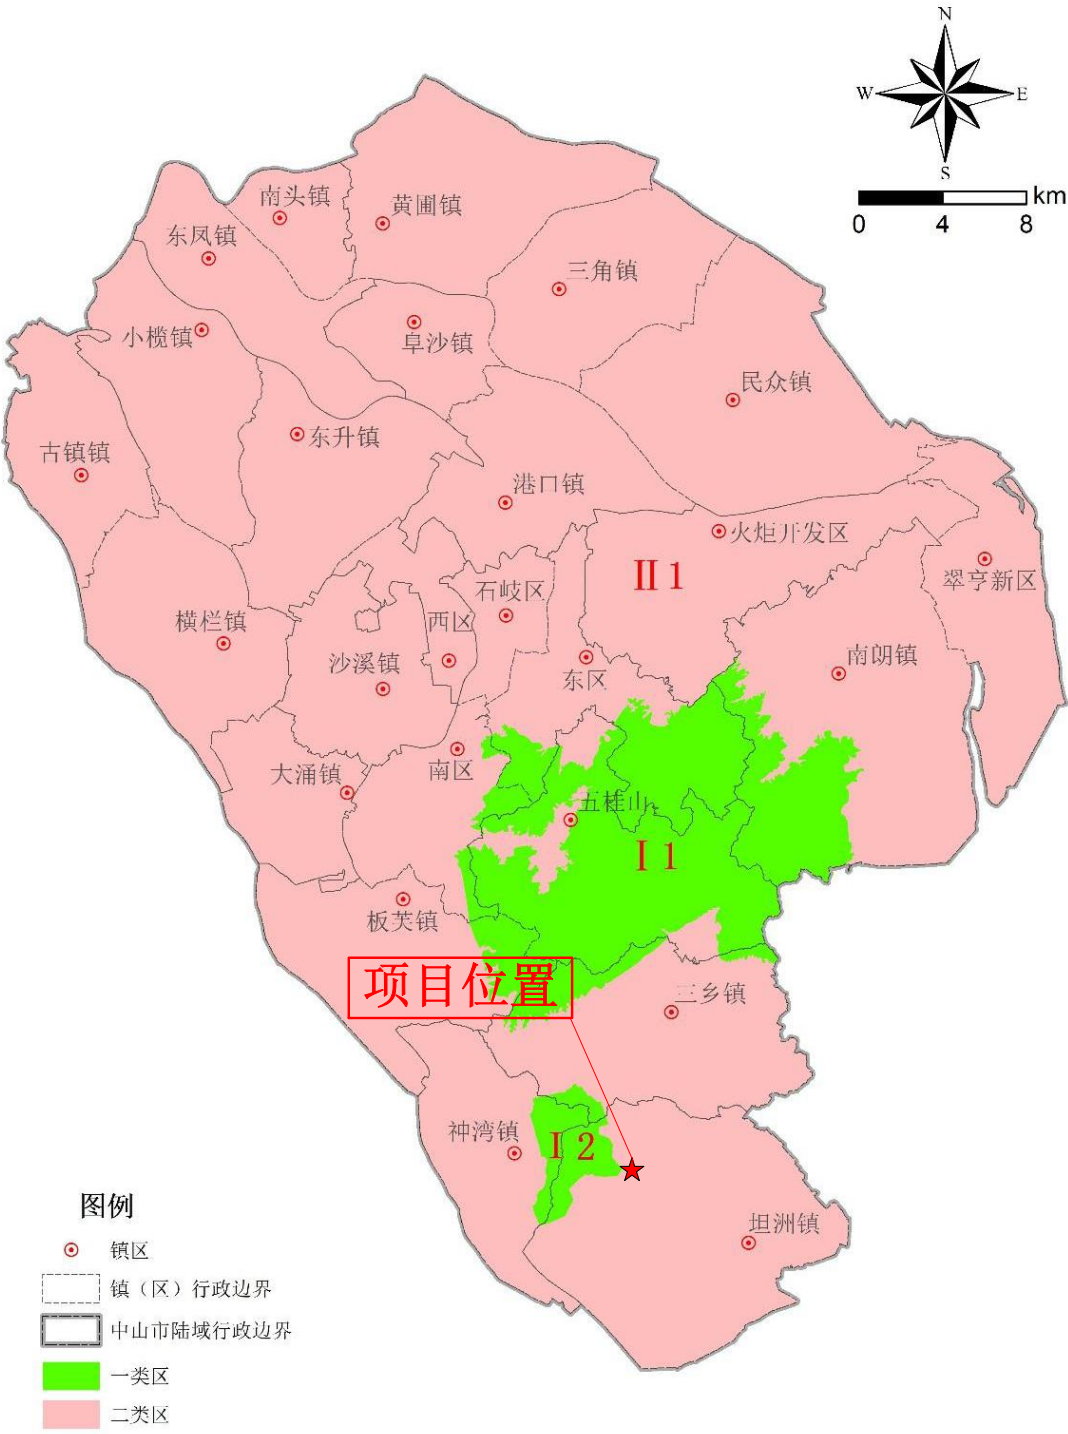 N
W
E
S
km
0
4
8
南头镇
黄圃镇
东凤镇
三角镇
小榄镇
阜沙镇
民众镇
古镇镇
东升镇
港口镇
火炬开发区
Ⅱ1
翠亨新区
石岐区
横栏镇
西区
沙溪镇
东区
南朗镇
南区
大涌镇
五桂山
Ⅰ1
板芙镇
项目位置
三乡镇
神湾镇
Ⅰ2
坦洲镇
图例
镇区
镇（区）行政边界
中山市陆域行政边界
一类区
二类区